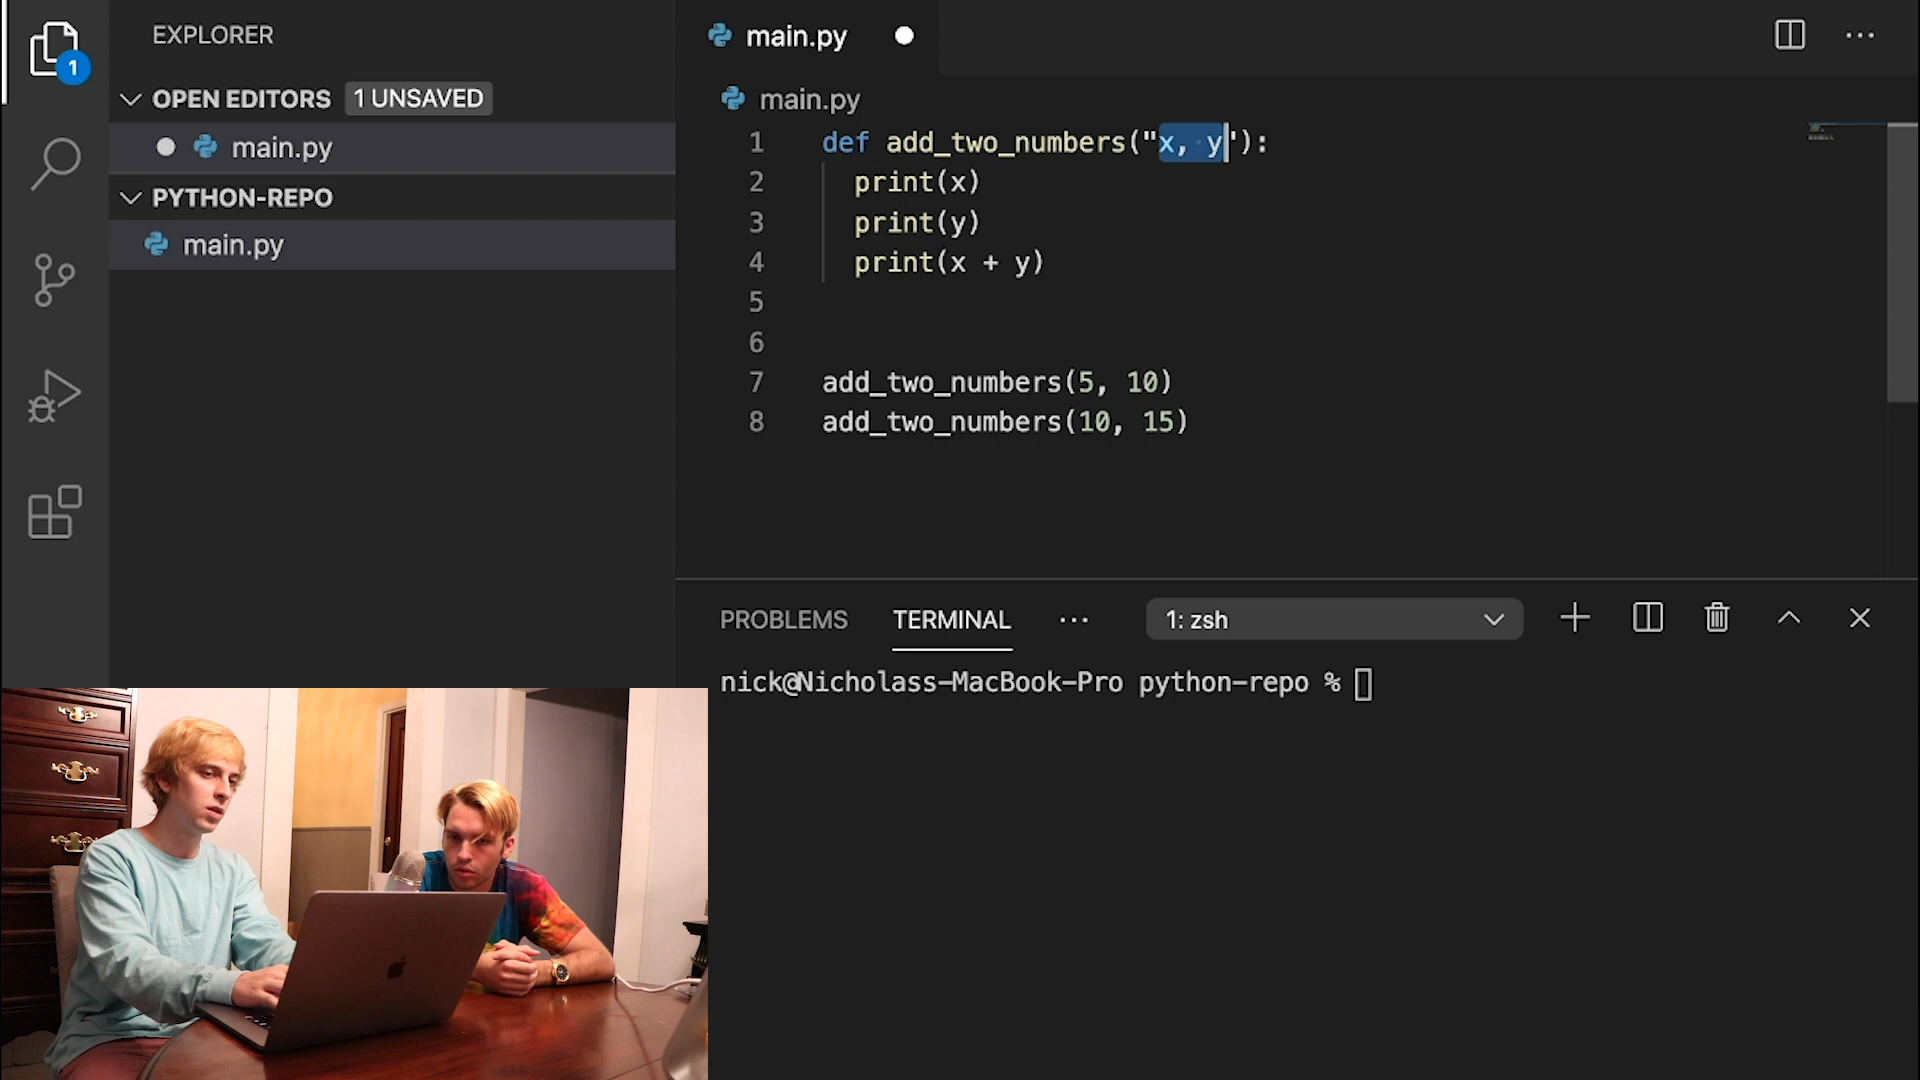 EXPLORER
OPEN EDITORS 1 UNSAVED
main.py
PYTHON-REPO
main.py
1
main.py
main.py
1 def add_two_numbers("x, y"):
2 print(x)
3 print(y)
4 print(x + y)
5
6
7 add_two_numbers(5, 10)
8 add_two_numbers(10, 15)
PROBLEMS TERMINAL ... 1: zsh
nick@Nicholass-MacBook-Pro python-repo %